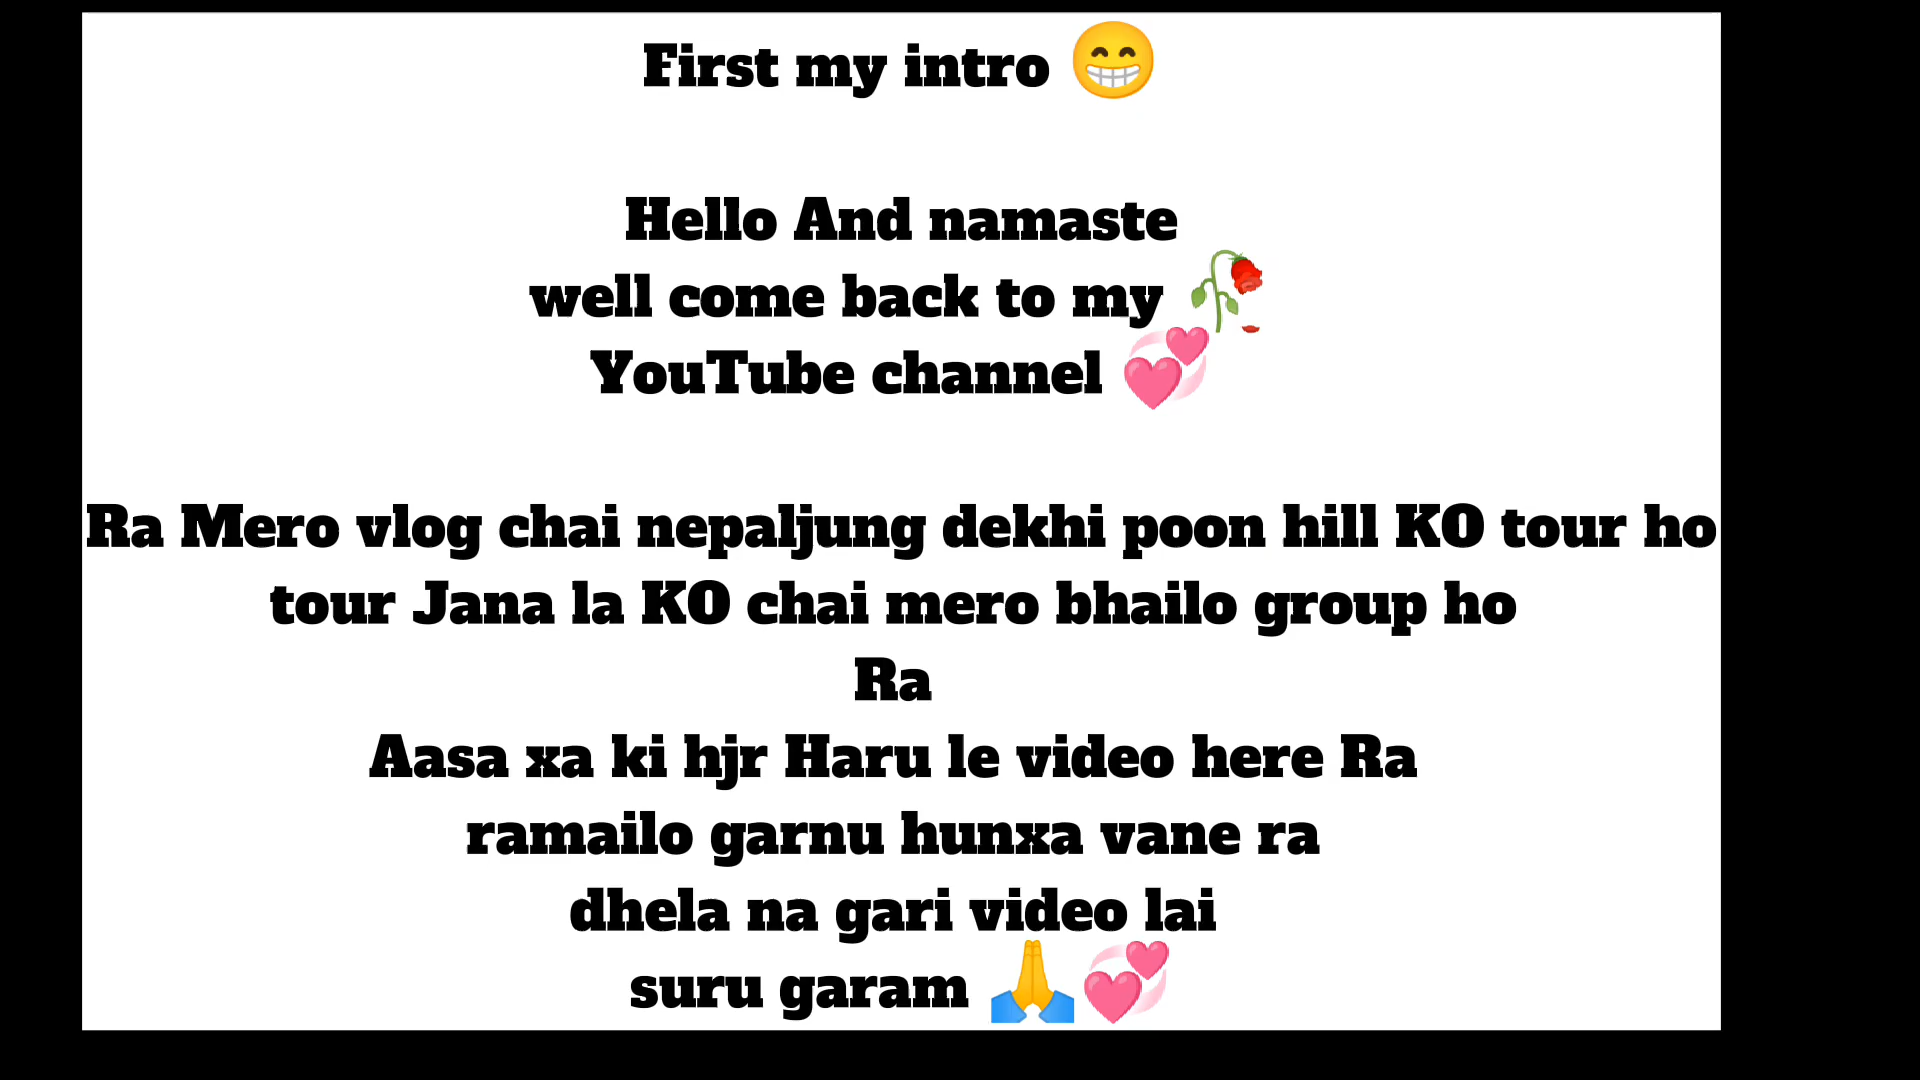 First my intro 😁
Hello And namaste
well come back to my 🥀
YouTube channel 💞
Ra Mero vlog chai nepaljung dekhi poon hill KO tour ho
tour Jana la KO chai mero bhailo group ho
Ra
Aasa xa ki hjr Haru le video here Ra
ramailo garnu hunxa vane ra
dhela na gari video lai
suru garam 🙏💞